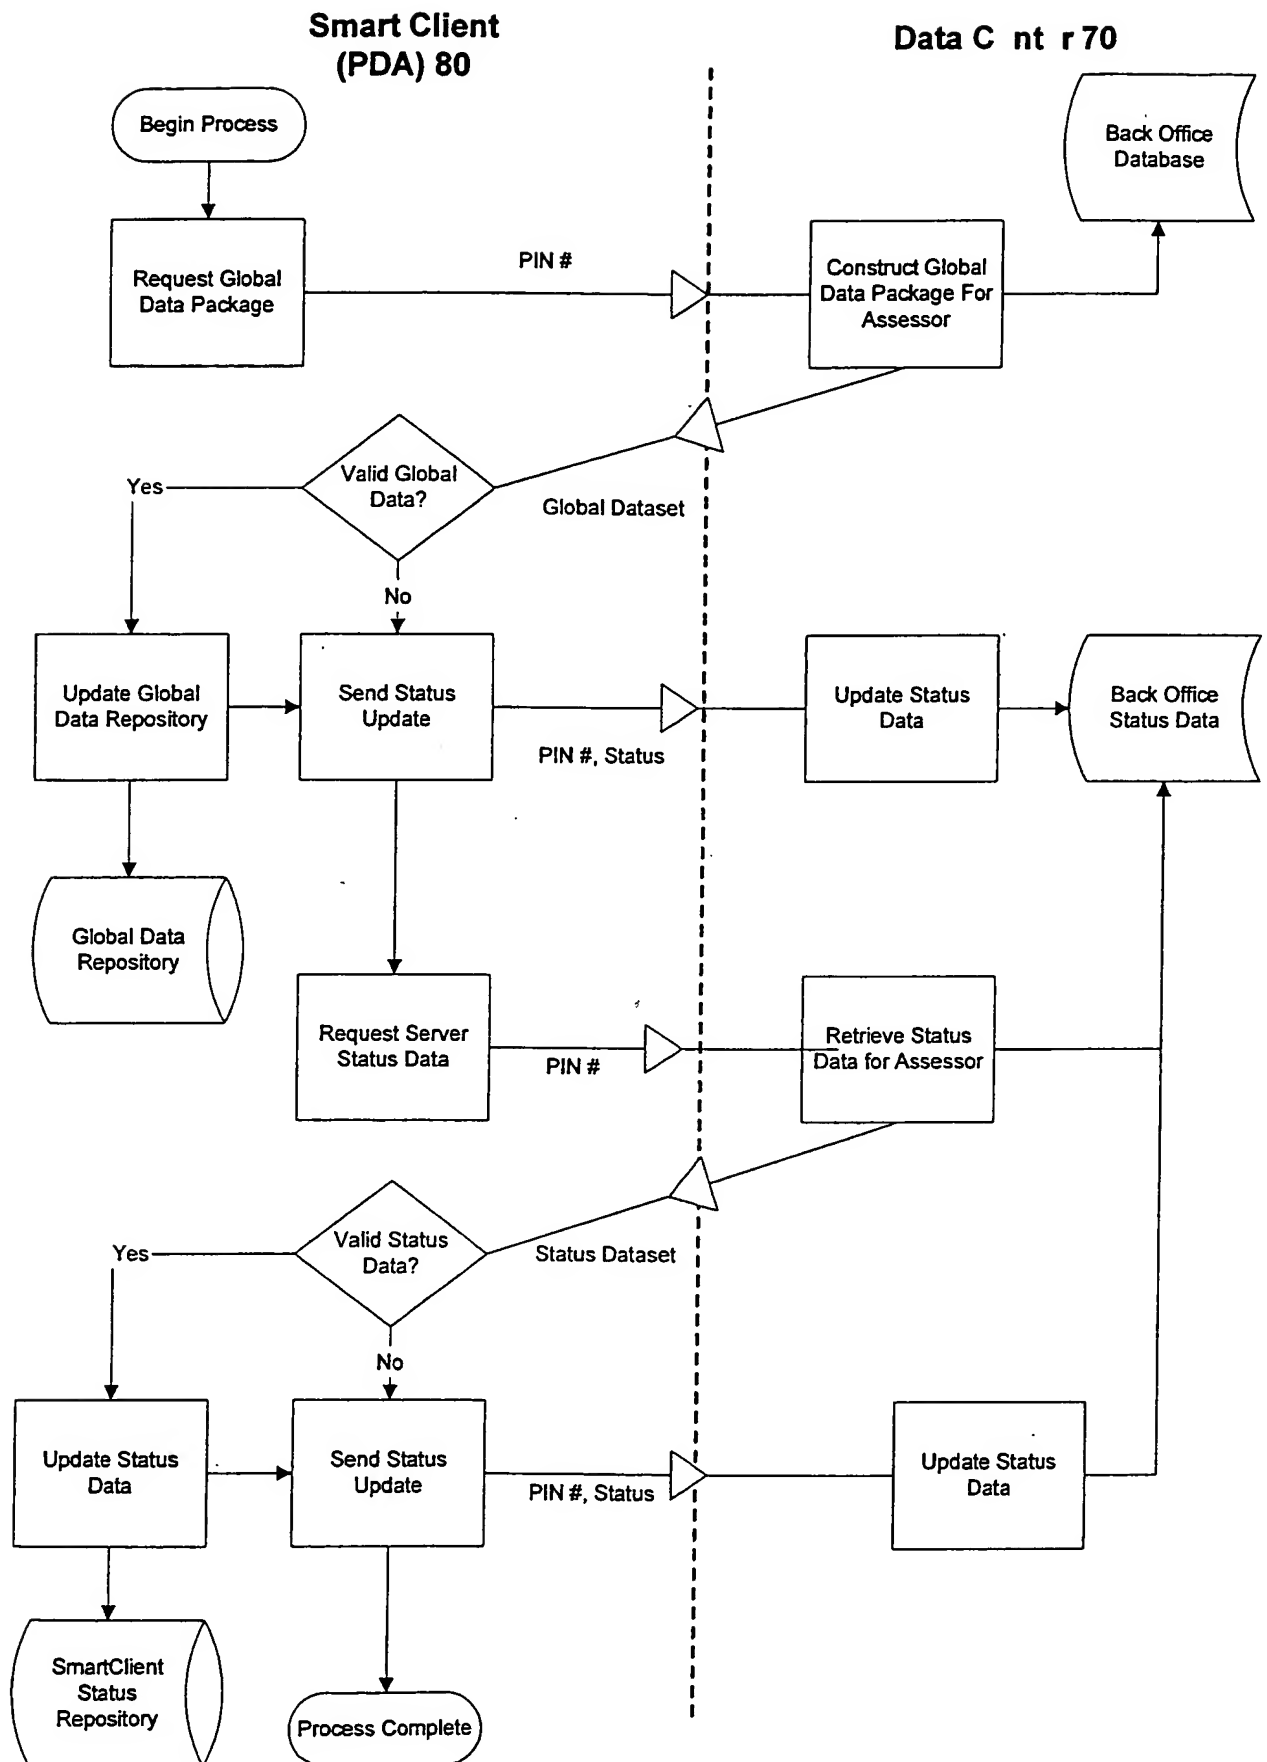 Smart Client
(PDA) 80
Data C nt r 70
Begin Process
Back Office
Database
Request Global
Data Package
PIN #
Construct Global
Data Package For
Assessor
Valid Global
Data?
Yes
Global Dataset
No
Update Global
Data Repository
Send Status
Update
PIN #, Status
Update Status
Data
Back Office
Status Data
Global Data
Repository
Request Server
Status Data
PIN #
Retrieve Status
Data for Assessor
Valid Status
Data?
Yes
Status Dataset
No
Update Status
Data
Send Status
Update
PIN #, Status
Update Status
Data
SmartClient
Status
Repository
Process Complete